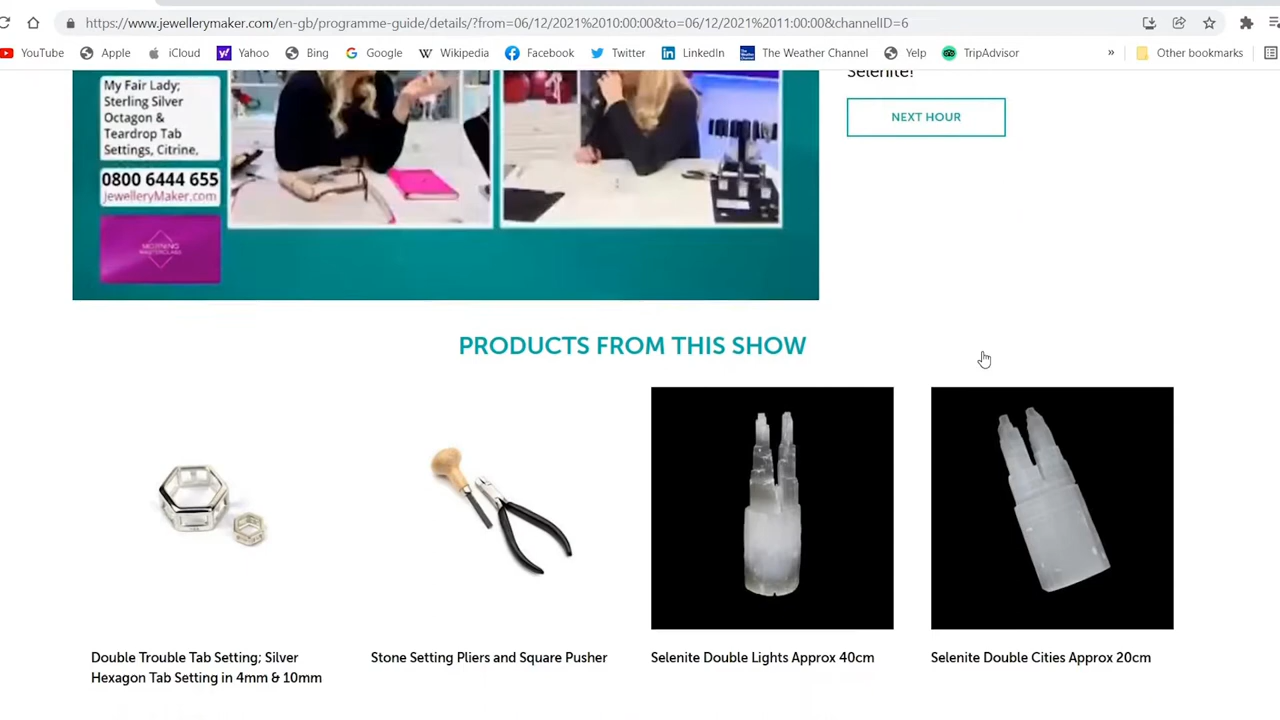 https://www.jewellerymaker.com/en-gb/programme-guide/details/?from=06/12/2021%2010:00:00&to=06/12/2021%2011:00:00&channelID=6
YouTube Apple iCloud Yahoo Bing Google Wikipedia Facebook Twitter LinkedIn The Weather Channel Yelp TripAdvisor » Other bookmarks
Selenite!
NEXT HOUR
My Fair Lady;
Sterling Silver
Octagon &
Teardrop Tab
Settings, Citrine,
0800 6444 655
JewelleryMaker.com
MORNING
MASTERCLASS
PRODUCTS FROM THIS SHOW
Double Trouble Tab Setting; Silver
Hexagon Tab Setting in 4mm & 10mm
Stone Setting Pliers and Square Pusher
Selenite Double Lights Approx 40cm
Selenite Double Cities Approx 20cm